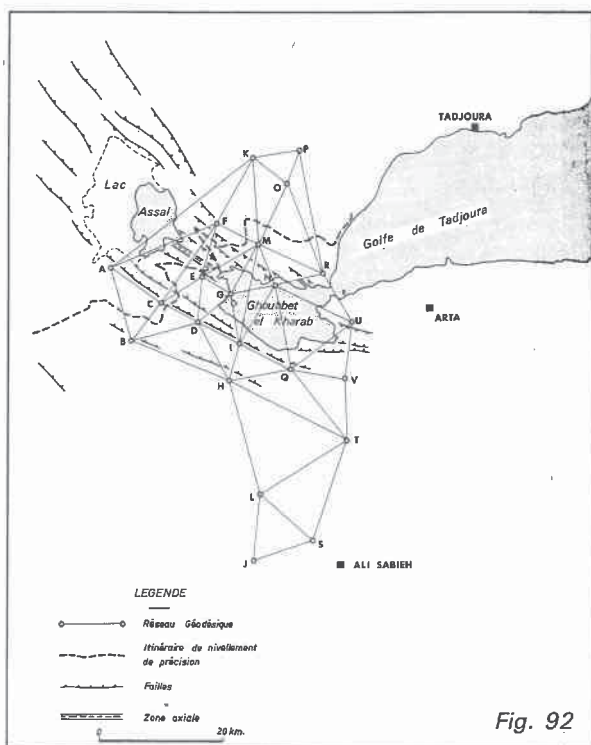 TADJOURA
K
P
O
Lac
Assal
F
Golfe de Tadjoura
M
A
E
R
N
G
Ghoubbet
el Kharab
C
ARTA
U
D
B
I
Q
V
H
T
L
S
J
ALI SABIEH
LEGENDE
Réseau Géodésique
Itinéraire de nivellement
de précision
Failles
Zone axiale
0 20 km.
Fig. 92